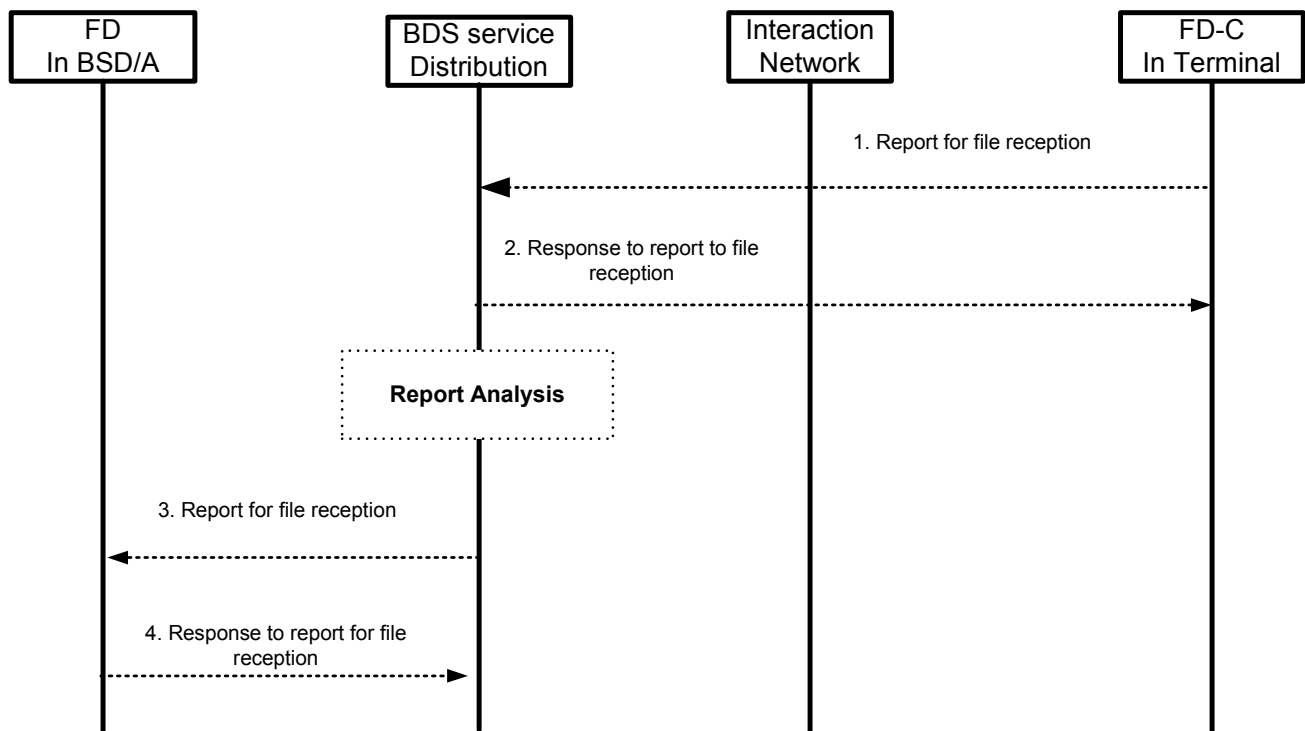 FD
In BSD/A
BDS service
Distribution
Interaction
Network
FD-C
In Terminal
1. Report for file reception
2. Response to report to file
reception
Report Analysis
3. Report for file reception
4. Response to report for file
reception